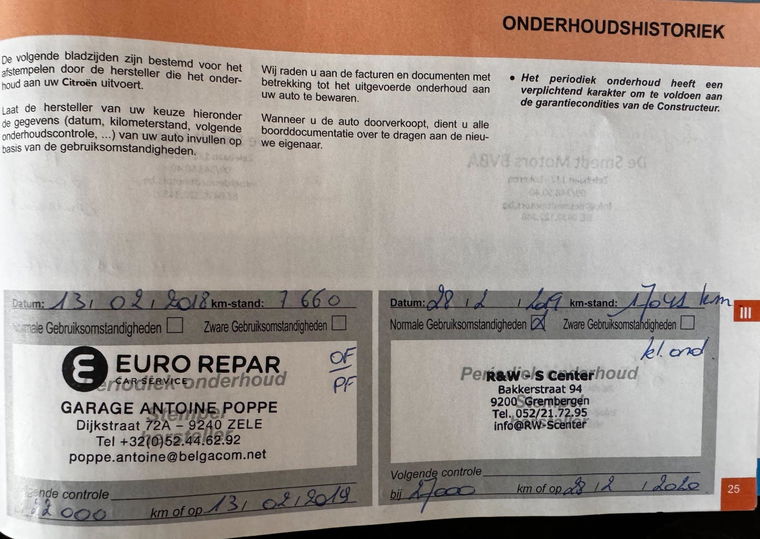 ONDERHOUDSHISTORIEK
De volgende bladzijden zijn bestemd voor het
afstempelen door de hersteller die het onder-
houd aan uw Citroën uitvoert.
Laat de hersteller van uw keuze hieronder
de gegevens (datum, kilometerstand, volgende
onderhoudscontrole, ...) van uw auto invullen op
basis van de gebruiksomstandigheden.
Wij raden u aan de facturen en documenten met
betrekking tot het uitgevoerde onderhoud aan
uw auto te bewaren.
Wanneer u de auto doorverkoopt, dient u alle
boorddocumentatie over te dragen aan de nieu-
we eigenaar.
• Het periodiek onderhoud heeft een
verplichtend karakter om te voldoen aan
de garantiecondities van de Constructeur.
Datum: 13, 02, 2018 km-stand: 7 660
Normale Gebruiksomstandigheden Zware Gebruiksomstandigheden
EURO REPAR
CAR SERVICE
OF
PF
Periodiek onderhoud
Stempel
hersteller
GARAGE ANTOINE POPPE
Dijkstraat 72A – 9240 ZELE
Tel +32(0)52.44.62.92
poppe.antoine@belgacom.net
Volgende controle
km of op 13, 02, 2019
Datum: 28, 2, 2019 km-stand: 17041 km
Normale Gebruiksomstandigheden Zware Gebruiksomstandigheden
kl. ond.
Periodiek onderhoud
R&W - S Center
Bakkerstraat 94
9200 Grembergen
Tel. 052/21.72.95
info@RW-Scenter
Volgende controle
bij 27000 km of op 28, 2, 2020
III
25